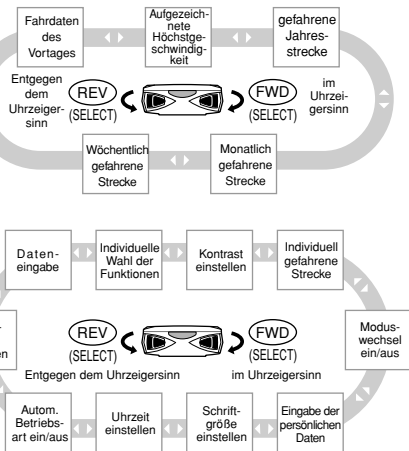 Fahrdaten
des
Vortages
Aufgezeich-
nete
Höchstge-
schwindig-
keit
gefahrene
Jahres-
strecke
Entgegen
dem
Uhrzeiger-
sinn
REV
(SELECT)
FWD
(SELECT)
im
Uhrzei-
gersinn
Wöchentlich
gefahrene
Strecke
Monatlich
gefahrene
Strecke
Daten-
eingabe
Individuelle
Wahl der
Funktionen
Kontrast
einstellen
Individuell
gefahrene
Strecke
REV
(SELECT)
FWD
(SELECT)
Entgegen dem Uhrzeigersinn
im Uhrzeigersinn
Modus-
wechsel
ein/aus
Autom.
Betriebs-
art ein/aus
Uhrzeit
einstellen
Schrift-
größe
einstellen
Eingabe der
persönlichen
Daten